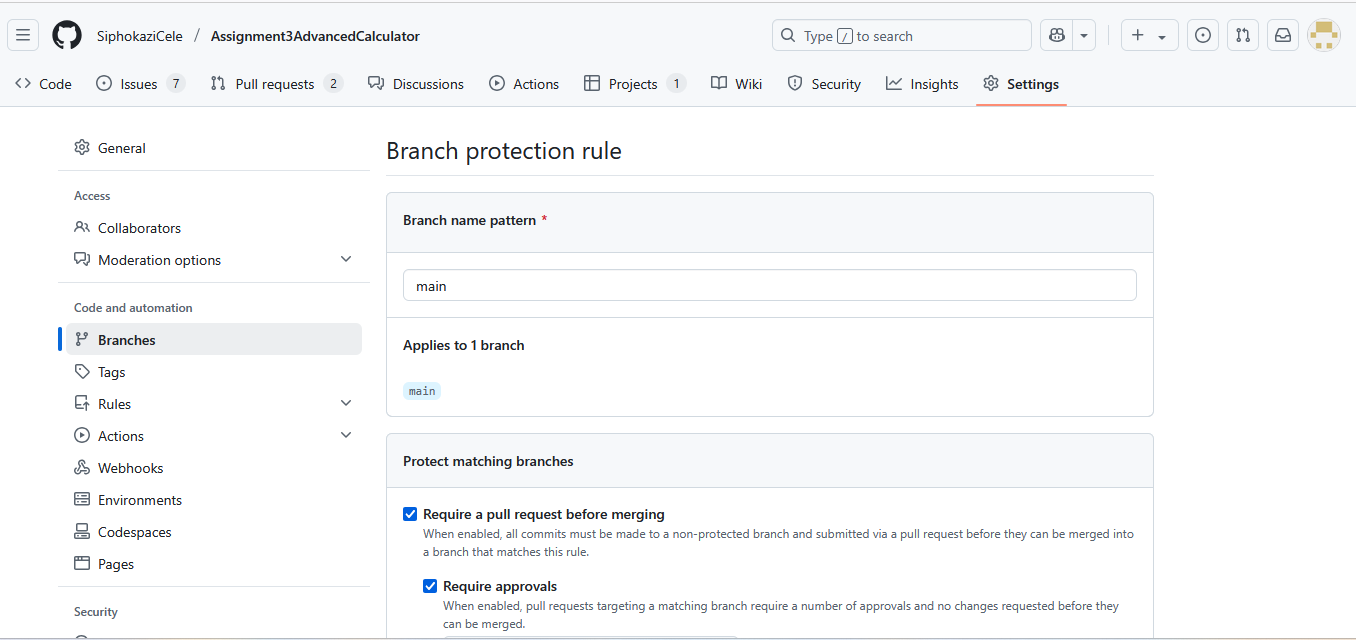 SiphokaziCele / Assignment3AdvancedCalculator
Type / to search
Code
Issues 7
Pull requests 2
Discussions
Actions
Projects 1
Wiki
Security
Insights
Settings
General
Access
Collaborators
Moderation options
Code and automation
Branches
Tags
Rules
Actions
Webhooks
Environments
Codespaces
Pages
Security
Branch protection rule
Branch name pattern *
main
Applies to 1 branch
main
Protect matching branches
Require a pull request before merging
When enabled, all commits must be made to a non-protected branch and submitted via a pull request before they can be merged into
a branch that matches this rule.
Require approvals
When enabled, pull requests targeting a matching branch require a number of approvals and no changes requested before they
can be merged.